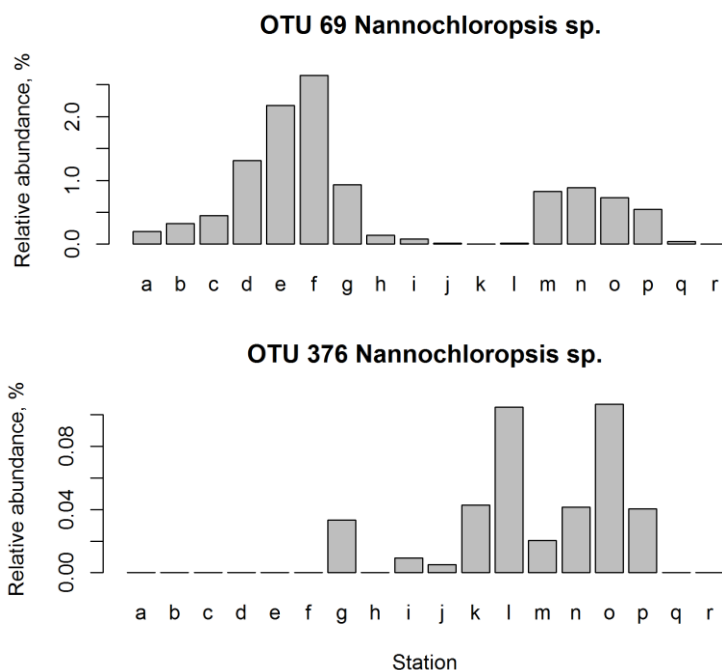 OTU 69 Nannochloropsis sp.
Relative abundance, %
2.0
1.0
0.0
a b c d e f g h i j k l m n o p q r
OTU 376 Nannochloropsis sp.
Relative abundance, %
0.08
0.04
0.00
a b c d e f g h i j k l m n o p q r
Station